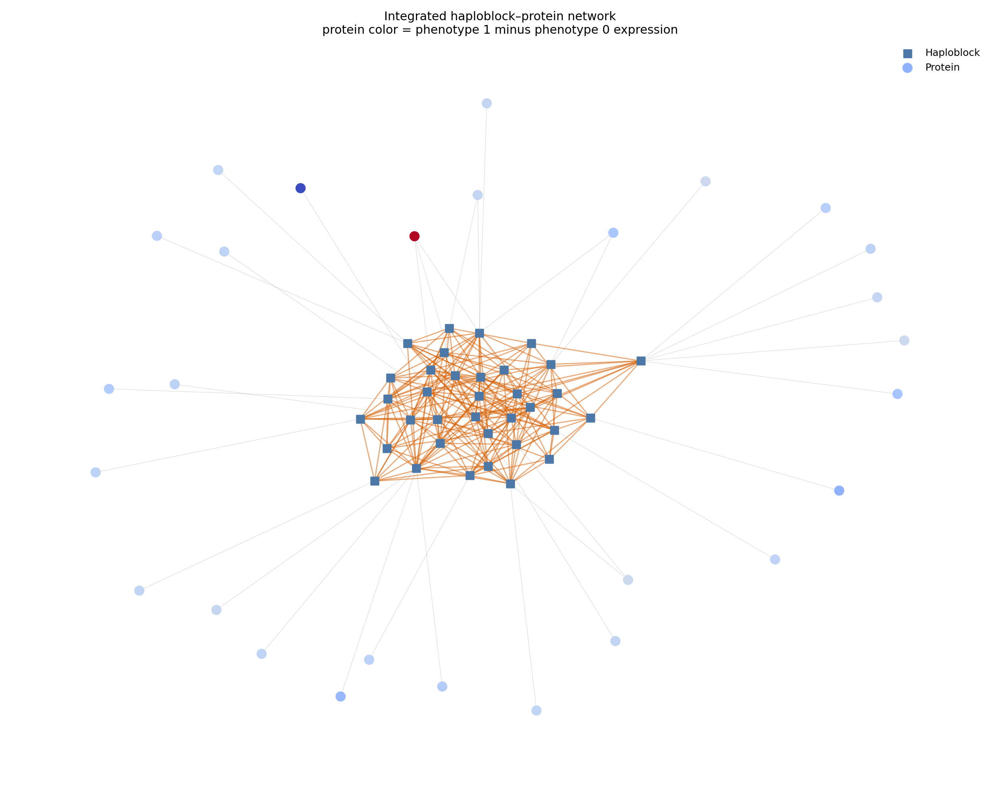 Integrated haploblock–protein network
protein color = phenotype 1 minus phenotype 0 expression
Haploblock
Protein